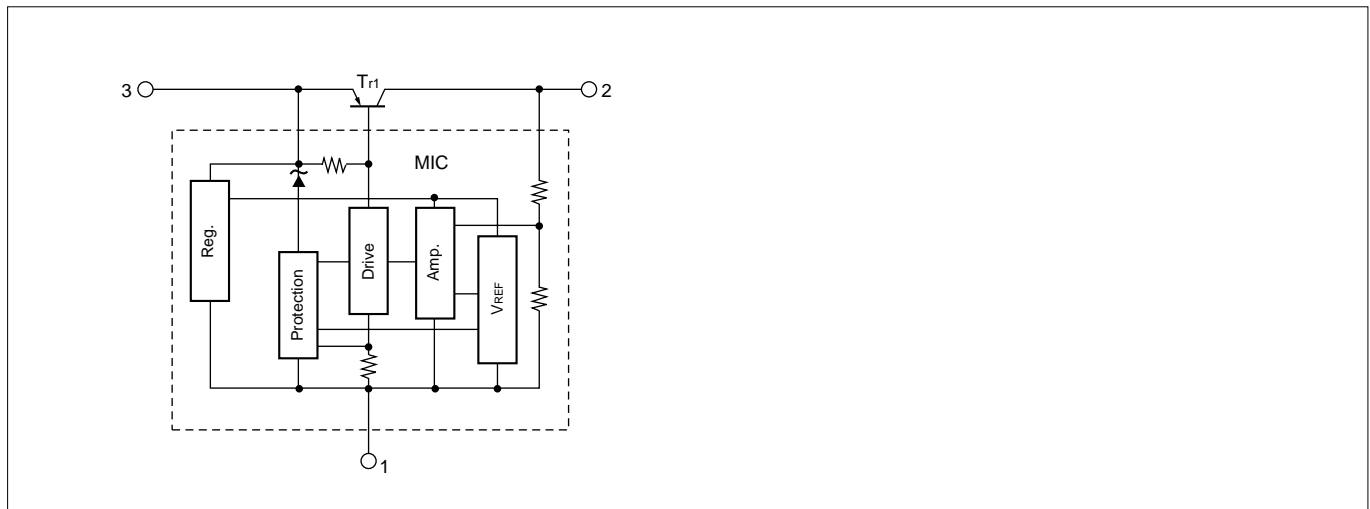 Tr1
3
2
MIC
Reg.
Protection
Drive
Amp.
VREF
1